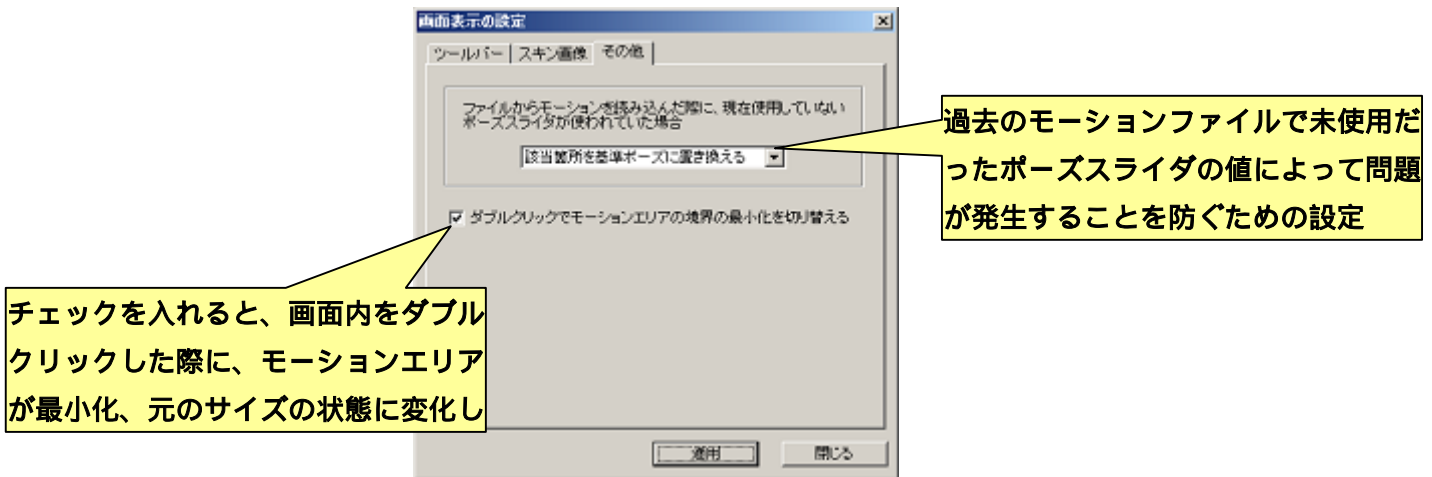 画面表示の設定
ツールバー
スキン画像
その他
ファイルからモーションを読み込んだ際に、現在使用していない
ポーズスライダが使われていた場合
該当箇所を基準ポーズに置き換える
ダブルクリックでモーションエリアの境界の最小化を切り替える
適用
閉じる
過去のモーションファイルで未使用だ
ったポーズスライダの値によって問題
が発生することを防ぐための設定
チェックを入れると、画面内をダブル
クリックした際に、モーションエリア
が最小化、元のサイズの状態に変化し